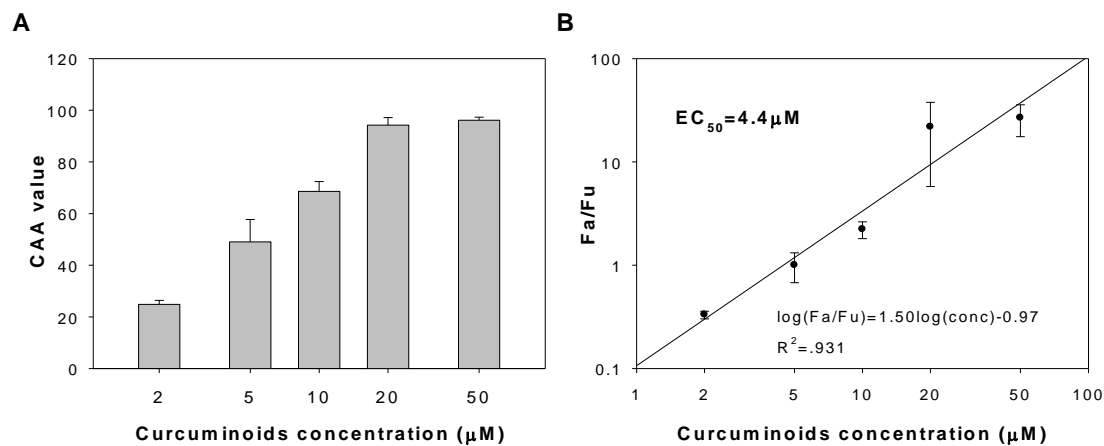 A
CAA value
120
100
80
60
40
20
0
2 5 10 20 50
Curcuminoids concentration (μM)
B
Fa/Fu
100
10
1
0.1
EC50=4.4μM
log(Fa/Fu)=1.50log(conc)-0.97
R²=.931
1 2 5 10 20 50 100
Curcuminoids concentration (μM)